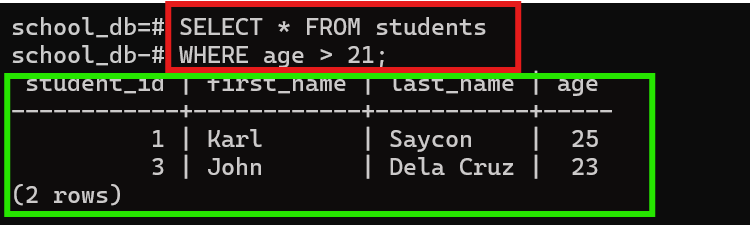 school_db=# SELECT * FROM students
school_db-# WHERE age > 21;
 student_id | first_name | last_name | age
------------+------------+-----------+-----
          1 | Karl       | Saycon    |  25
          3 | John       | Dela Cruz |  23
(2 rows)